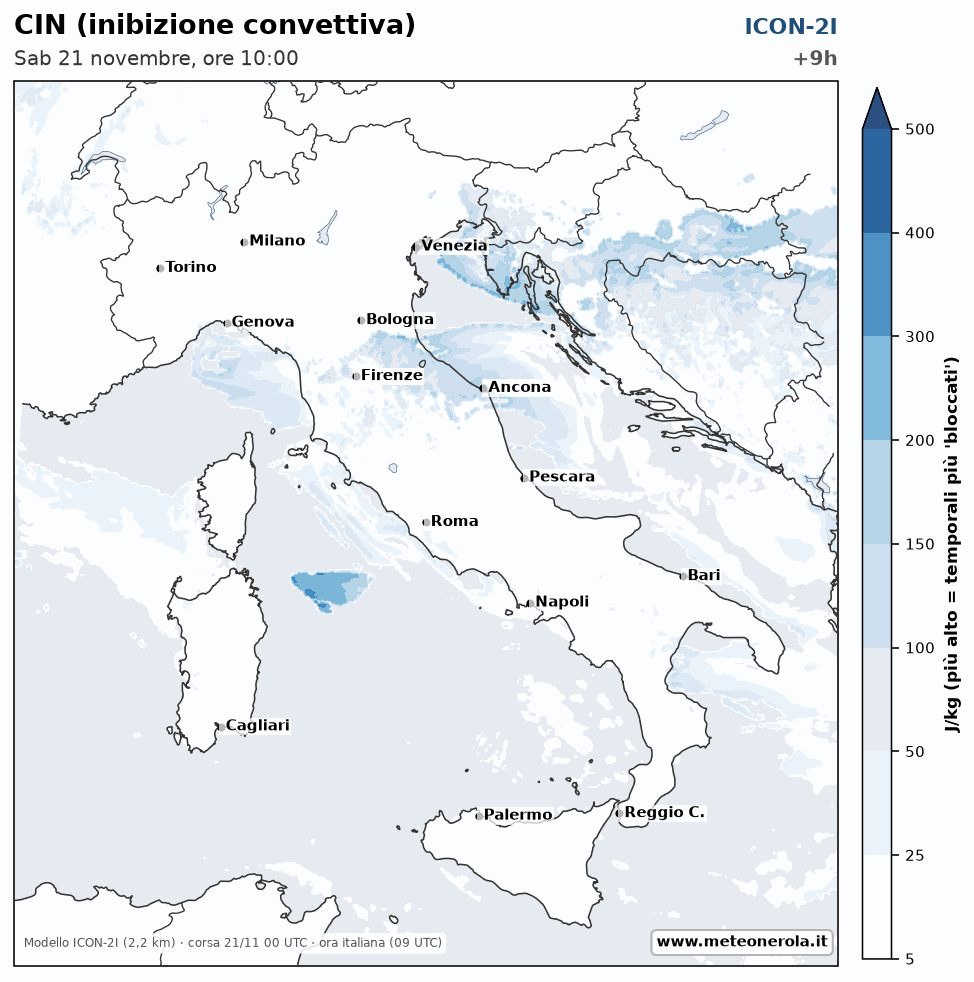 CIN (inibizione convettiva)
ICON-2I
Sab 21 novembre, ore 10:00
+9h
500
400
300
200
150
100
50
25
5
J/kg (più alto = temporali più 'bloccati')
Milano
Venezia
Torino
Genova
Bologna
Firenze
Ancona
Pescara
Roma
Bari
Napoli
Cagliari
Palermo
Reggio C.
Modello ICON-2I (2,2 km) · corsa 21/11 00 UTC · ora italiana (09 UTC)
www.meteonerola.it